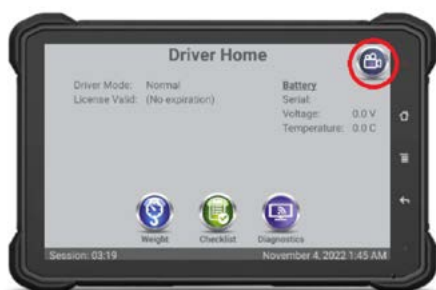 Driver Home
Driver Mode: Normal
License Valid: (No expiration)
Battery
Serial:
Voltage: 0.0 V
Temperature: 0.0 C
Weight
Checklist
Diagnostics
Session: 03:19
November 4, 2022 1:45 AM